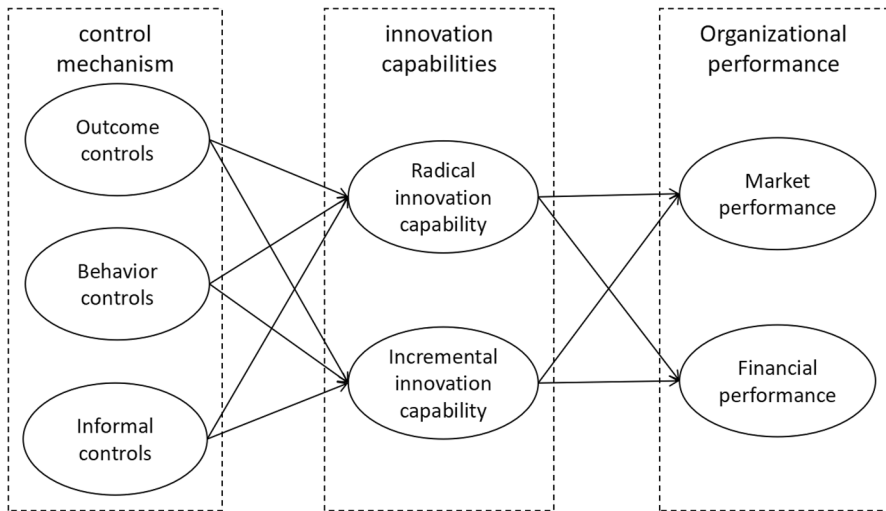 control
mechanism
Outcome
controls
Behavior
controls
Informal
controls
innovation
capabilities
Radical
innovation
capability
Incremental
innovation
capability
Organizational
performance
Market
performance
Financial
performance